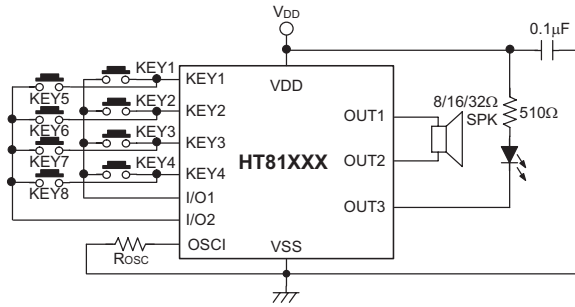 VDD
0.1μF
KEY1
KEY1
VDD
KEY5
KEY2
KEY2
OUT1
8/16/32Ω
SPK
510Ω
KEY6
KEY3
KEY3
HT81XXX
OUT2
KEY7
KEY4
KEY4
KEY8
I/O1
OUT3
I/O2
OSCI
VSS
ROSC